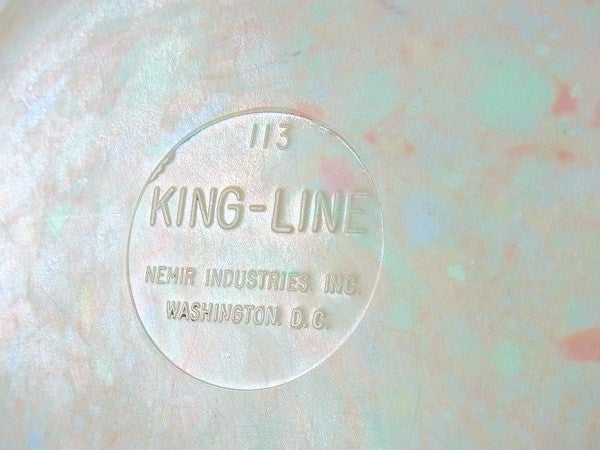 113
KING-LINE
NEMIR INDUSTRIES, INC.
WASHINGTON, D.C.